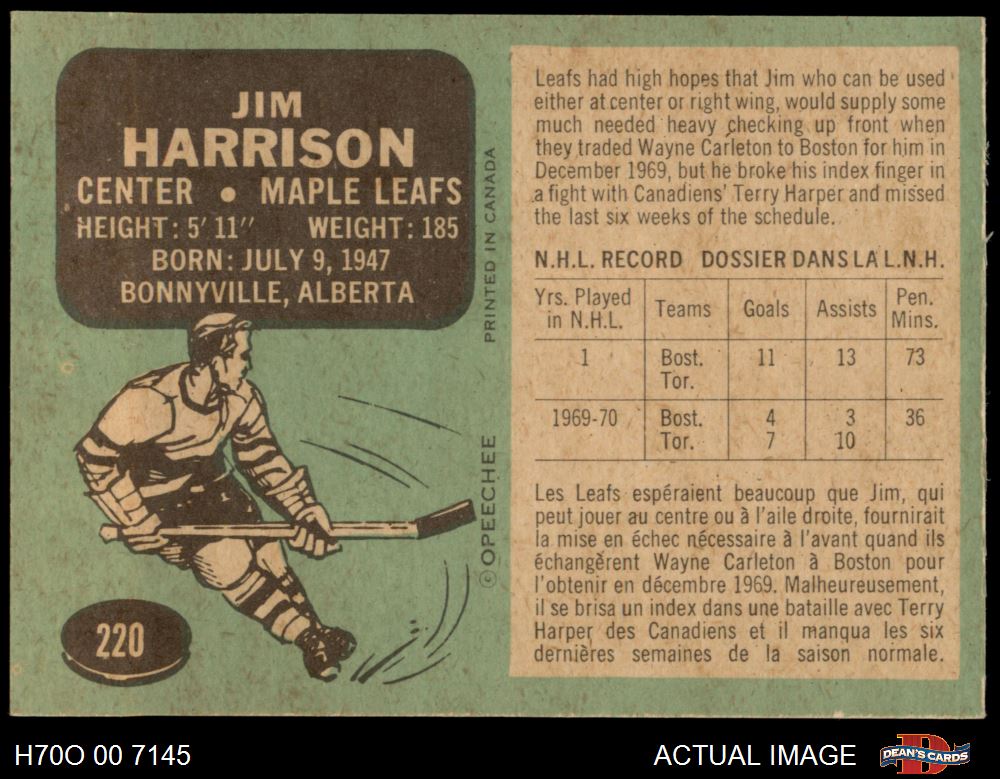 JIM
HARRISON
CENTER • MAPLE LEAFS
HEIGHT: 5' 11" WEIGHT: 185
BORN: JULY 9, 1947
BONNYVILLE, ALBERTA
220
© OPEECHEE PRINTED IN CANADA
Leafs had high hopes that Jim who can be used
either at center or right wing, would supply some
much needed heavy checking up front when
they traded Wayne Carleton to Boston for him in
December 1969, but he broke his index finger in
a fight with Canadiens' Terry Harper and missed
the last six weeks of the schedule.
N.H.L. RECORD DOSSIER DANS LA L.N.H.
Yrs. Played in N.H.L. Teams Goals Assists Pen. Mins.
1 Bost. 11 13 73
Tor.
1969-70 Bost. 4 3 36
Tor. 7 10
Les Leafs espéraient beaucoup que Jim, qui
peut jouer au centre ou à l'aile droite, fournirait
la mise en échec nécessaire à l'avant quand ils
échangèrent Wayne Carleton à Boston pour
l'obtenir en décembre 1969. Malheureusement,
il se brisa un index dans une bataille avec Terry
Harper des Canadiens et il manqua les six
dernières semaines de la saison normale.
H70O 00 7145
ACTUAL IMAGE
DEAN'S CARDS